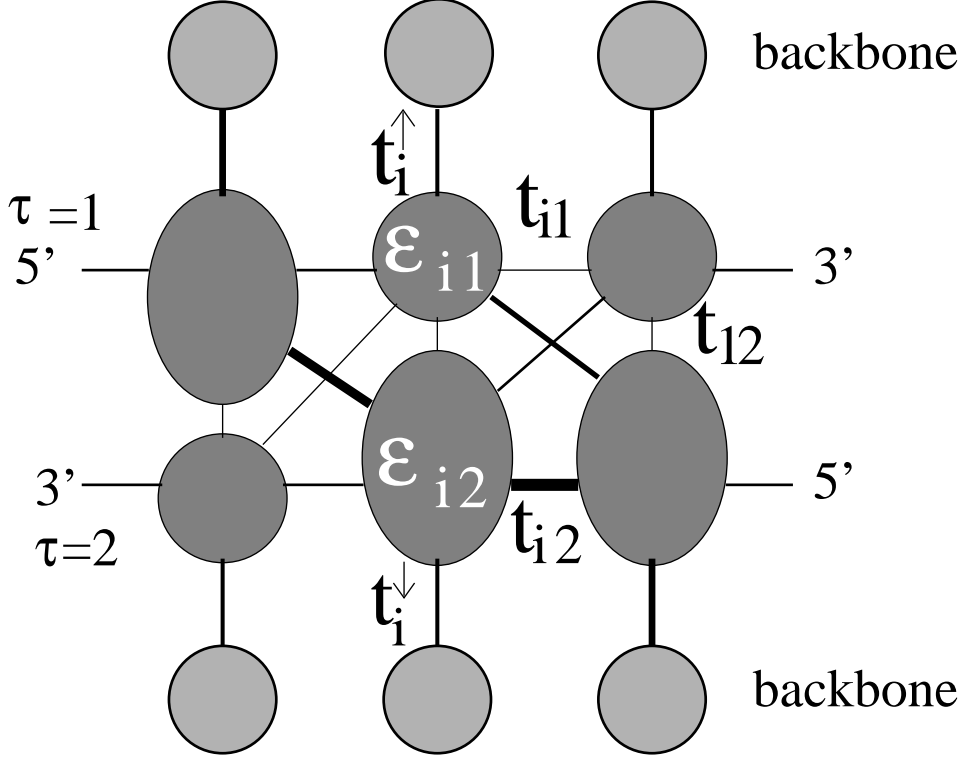 backbone
t_i^↑
t_i1
τ =1
5’
ε_i1
3’
t_12
3’
ε_i2
5’
τ=2
t_i2
t_i^↓
backbone